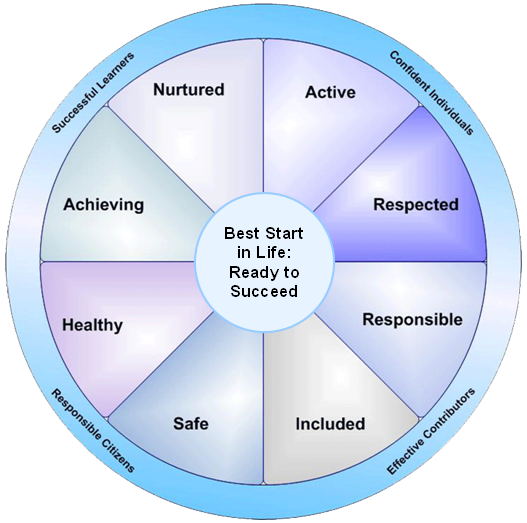 Successful Learners
Confident Individuals
Nurtured
Active
Achieving
Respected
Best Start
in Life:
Ready to
Succeed
Healthy
Responsible
Safe
Included
Responsible Citizens
Effective Contributors